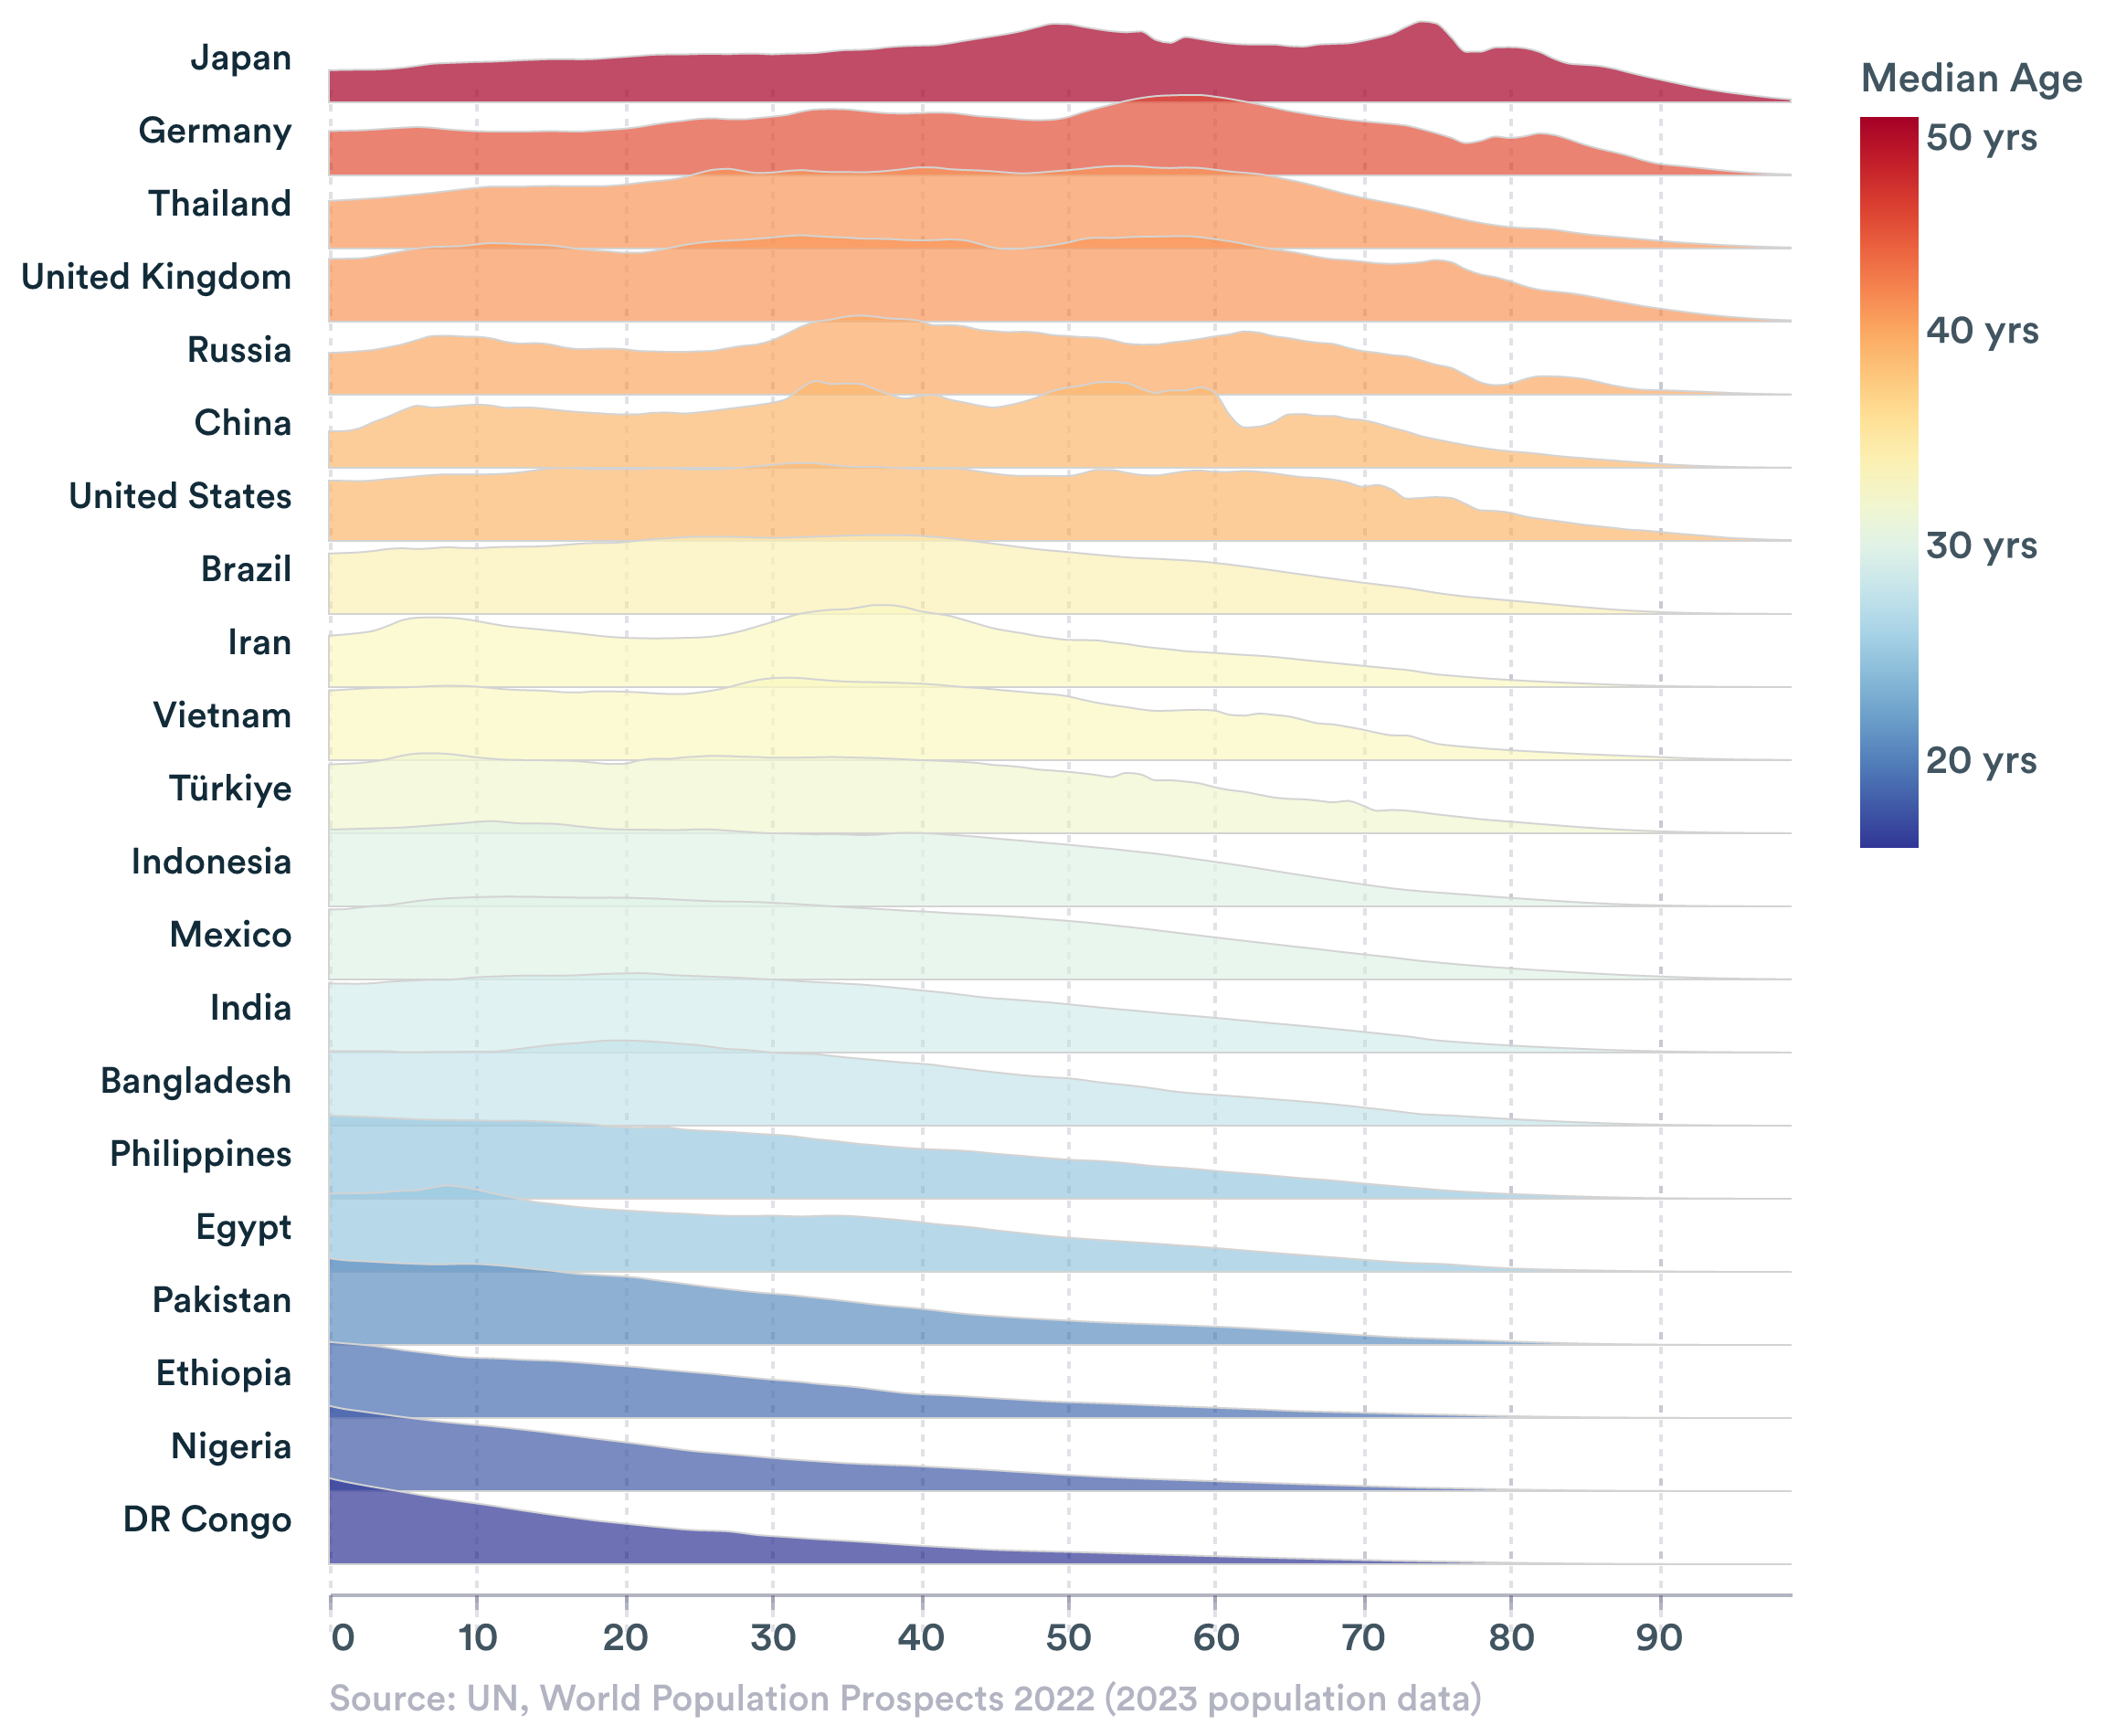 Japan
Germany
Thailand
United Kingdom
Russia
China
United States
Brazil
Iran
Vietnam
Türkiye
Indonesia
Mexico
India
Bangladesh
Philippines
Egypt
Pakistan
Ethiopia
Nigeria
DR Congo
Median Age
50 yrs
40 yrs
30 yrs
20 yrs
0 10 20 30 40 50 60 70 80 90
Source: UN, World Population Prospects 2022 (2023 population data)